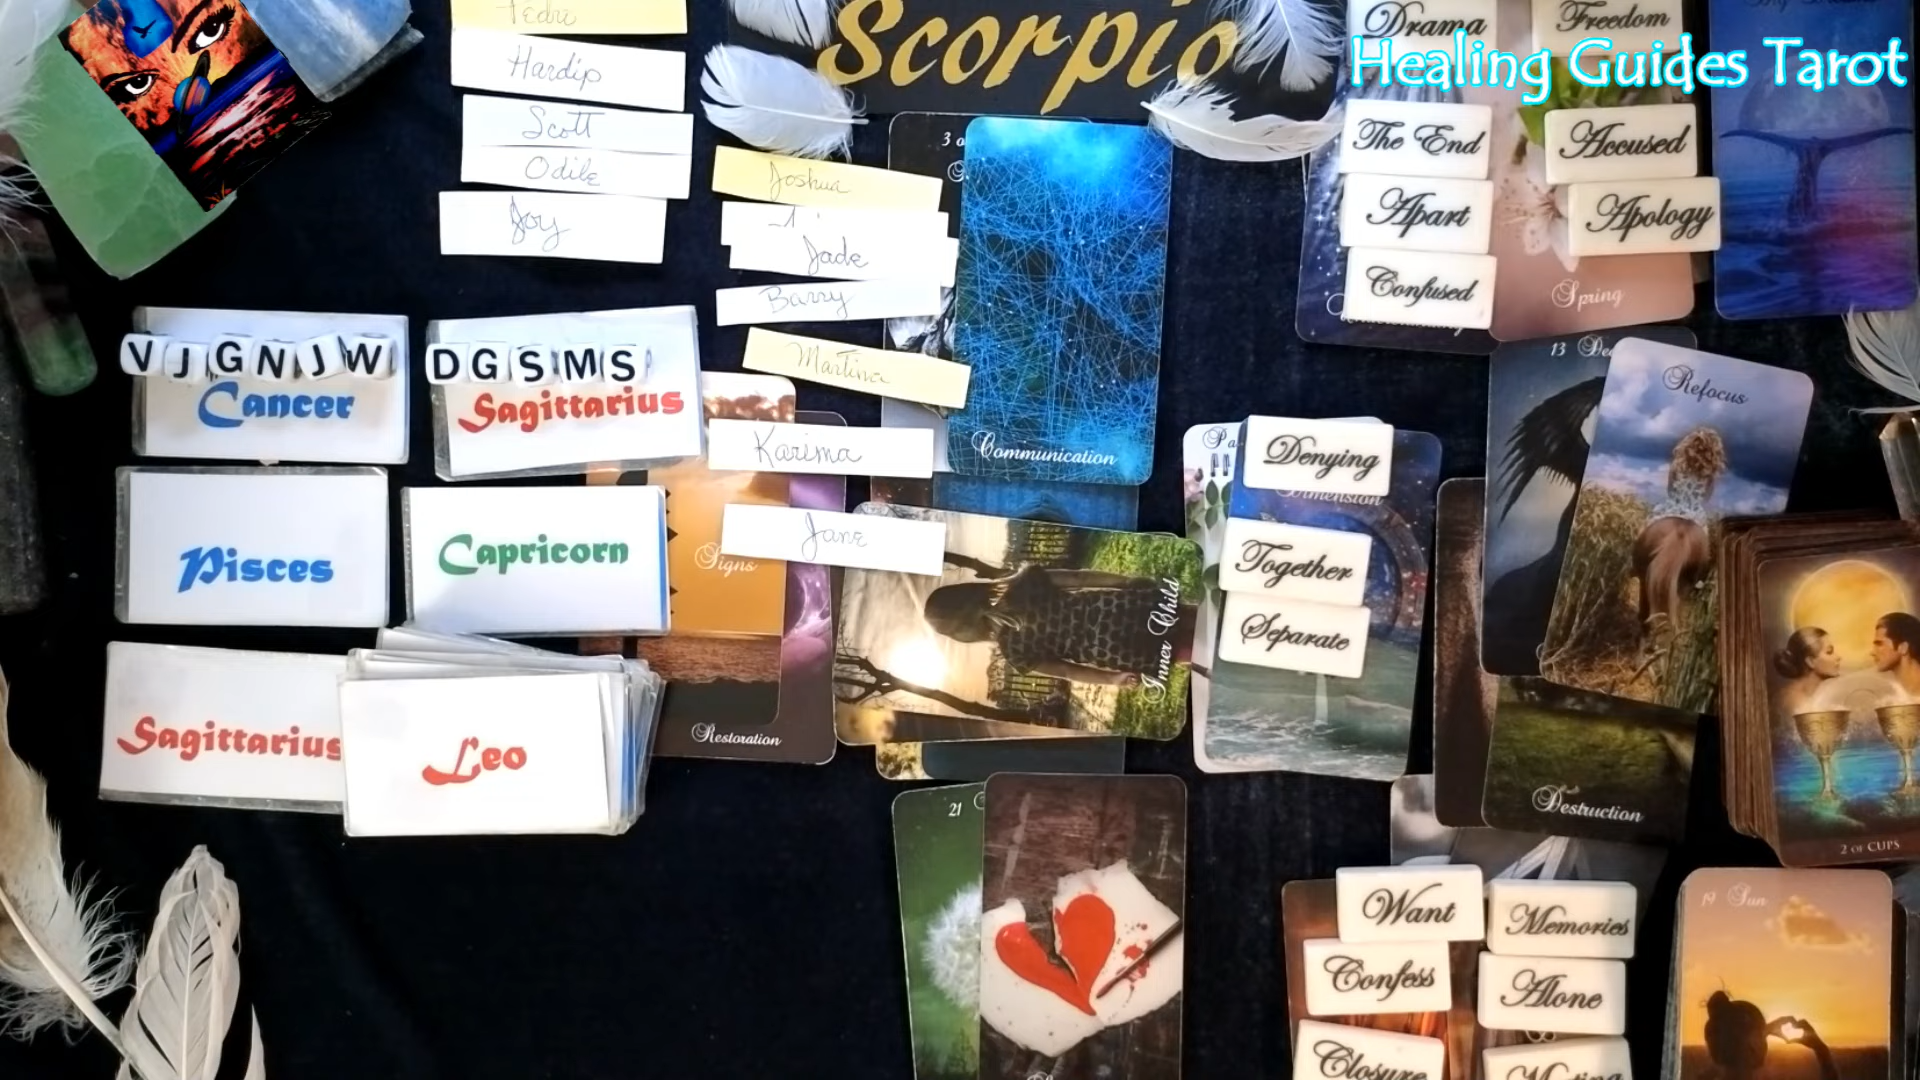 Scorpio
Healing Guides Tarot
Drama
Freedom
The End
Accused
Apart
Apology
Confused
Spring
Hardip
Scott
Odile
Joy
Joshua
Jade
Barry
Martina
Karima
Jane
3
Communication
V J G N J W
Cancer
D G S M S
Sagittarius
Pisces
Capricorn
Sagittarius
Leo
Signs
Restoration
Inner Child
Denying
Dimension
Together
Separate
13
Refocus
Destruction
2 OF CUPS
21
Want
Memories
Confess
Alone
Closure
19 Sun